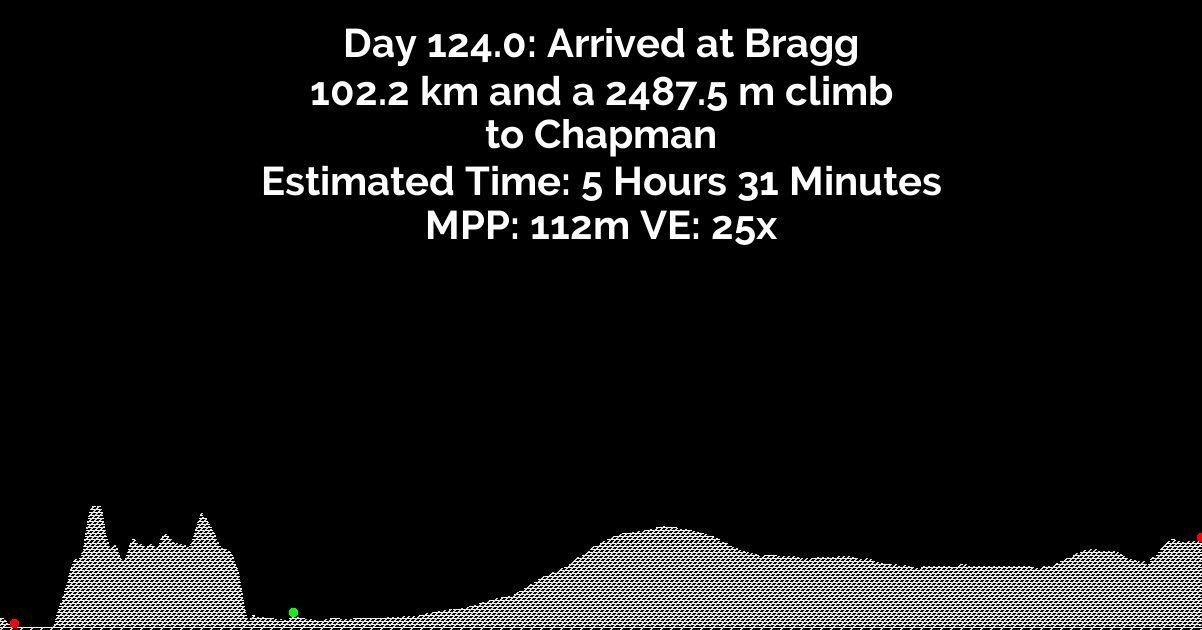 Day 124.0: Arrived at Bragg
102.2 km and a 2487.5 m climb
to Chapman
Estimated Time: 5 Hours 31 Minutes
MPP: 112m VE: 25x